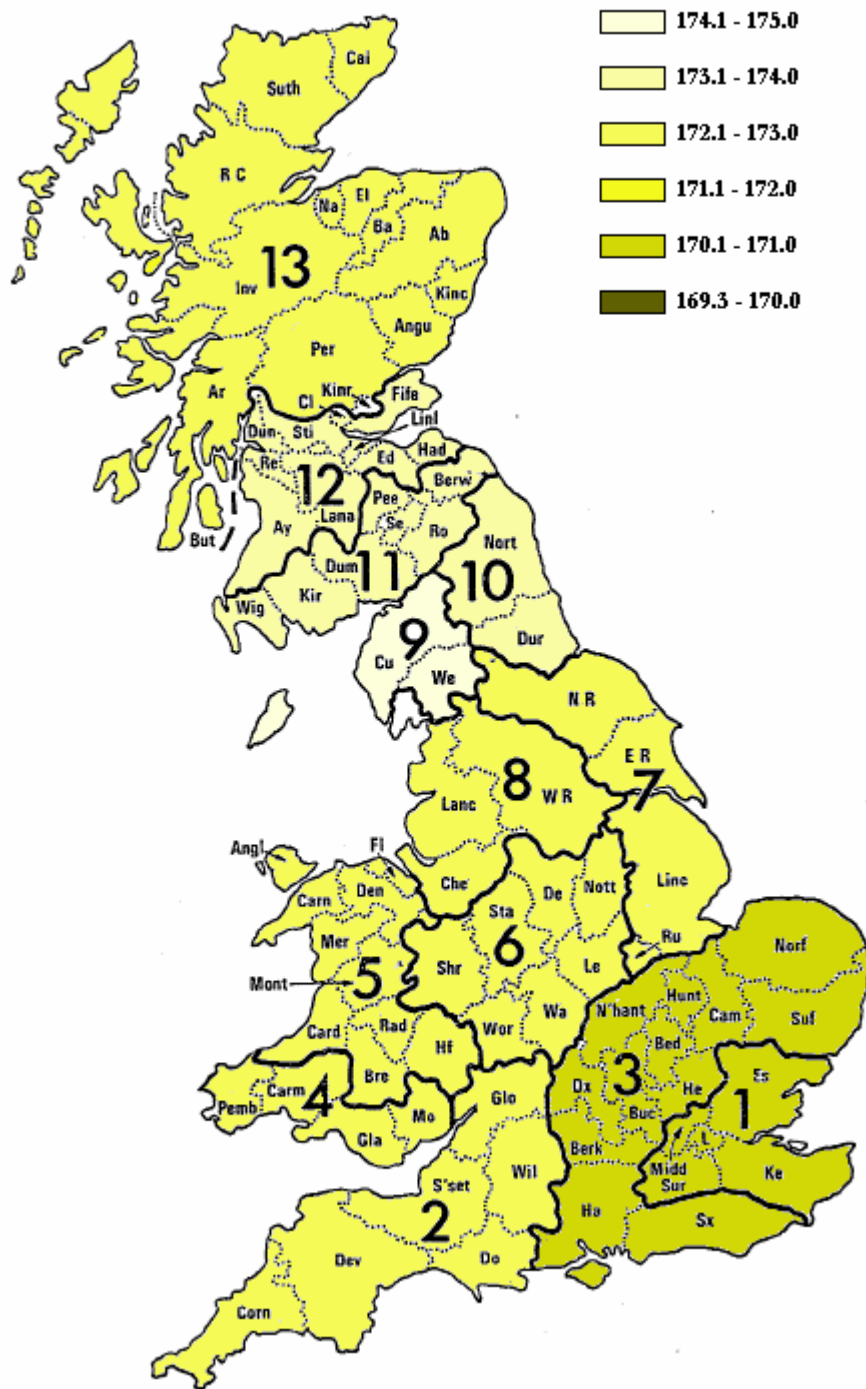 174.1 - 175.0
173.1 - 174.0
172.1 - 173.0
171.1 - 172.0
170.1 - 171.0
169.3 - 170.0
Cai
Suth
R C
Na
El
Ba
Ab
13
Inv
Kinc
Angu
Per
Ar
Kinr
Fife
Cl
Linl
Dun
Sti
Re
Ed
Had
12
Berw
Pee
Lana
Se
Ay
Ro
But
Nort
Dum
11
10
Kir
Wig
9
Dur
Cu
We
N R
E R
8
7
W R
Lanc
Angl
Fl
Che
De
Nott
Linc
Carn
Den
Sta
Mer
6
Ru
Norf
5
Shr
Le
Mont
N'hant
Hunt
Cam
Suf
Wa
Wor
Card
Rad
Hf
Bed
Bre
3
Es
Carm
4
Ox
He
1
Pemb
Mo
Glo
Buc
Gla
Berk
L
Wil
Midd
Ke
Sur
S'set
Ha
Sx
2
Dev
Do
Corn